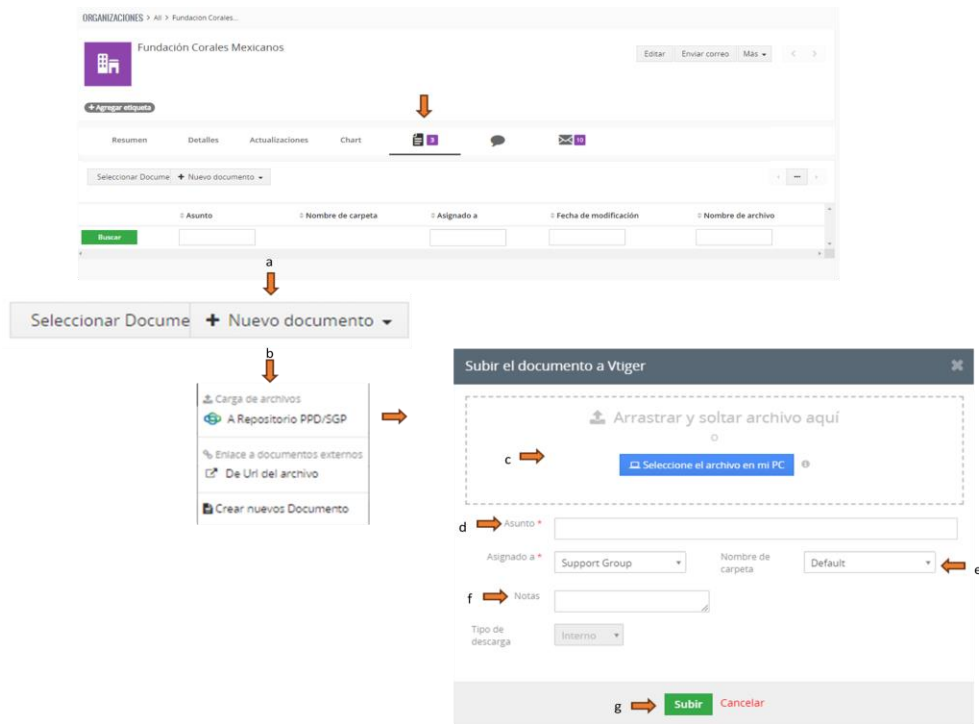 ORGANIZACIONES > All > Fundación Corales...
Fundación Corales Mexicanos
Editar Enviar correo Más
+ Agregar etiqueta
Resumen Detalles Actualizaciones Chart 3 10
Seleccionar Docume + Nuevo documento
Asunto Nombre de carpeta Asignado a Fecha de modificación Nombre de archivo
Buscar
a
Seleccionar Docume + Nuevo documento
b
Carga de archivos
A Repositorio PPD/SGP
Enlace a documentos externos
De Url del archivo
Crear nuevos Documento
Subir el documento a Vtiger
Arrastrar y soltar archivo aquí
o
c Seleccione el archivo en mi PC
d Asunto *
Asignado a * Support Group Nombre de carpeta Default e
f Notas
Tipo de descarga Interno
g Subir Cancelar